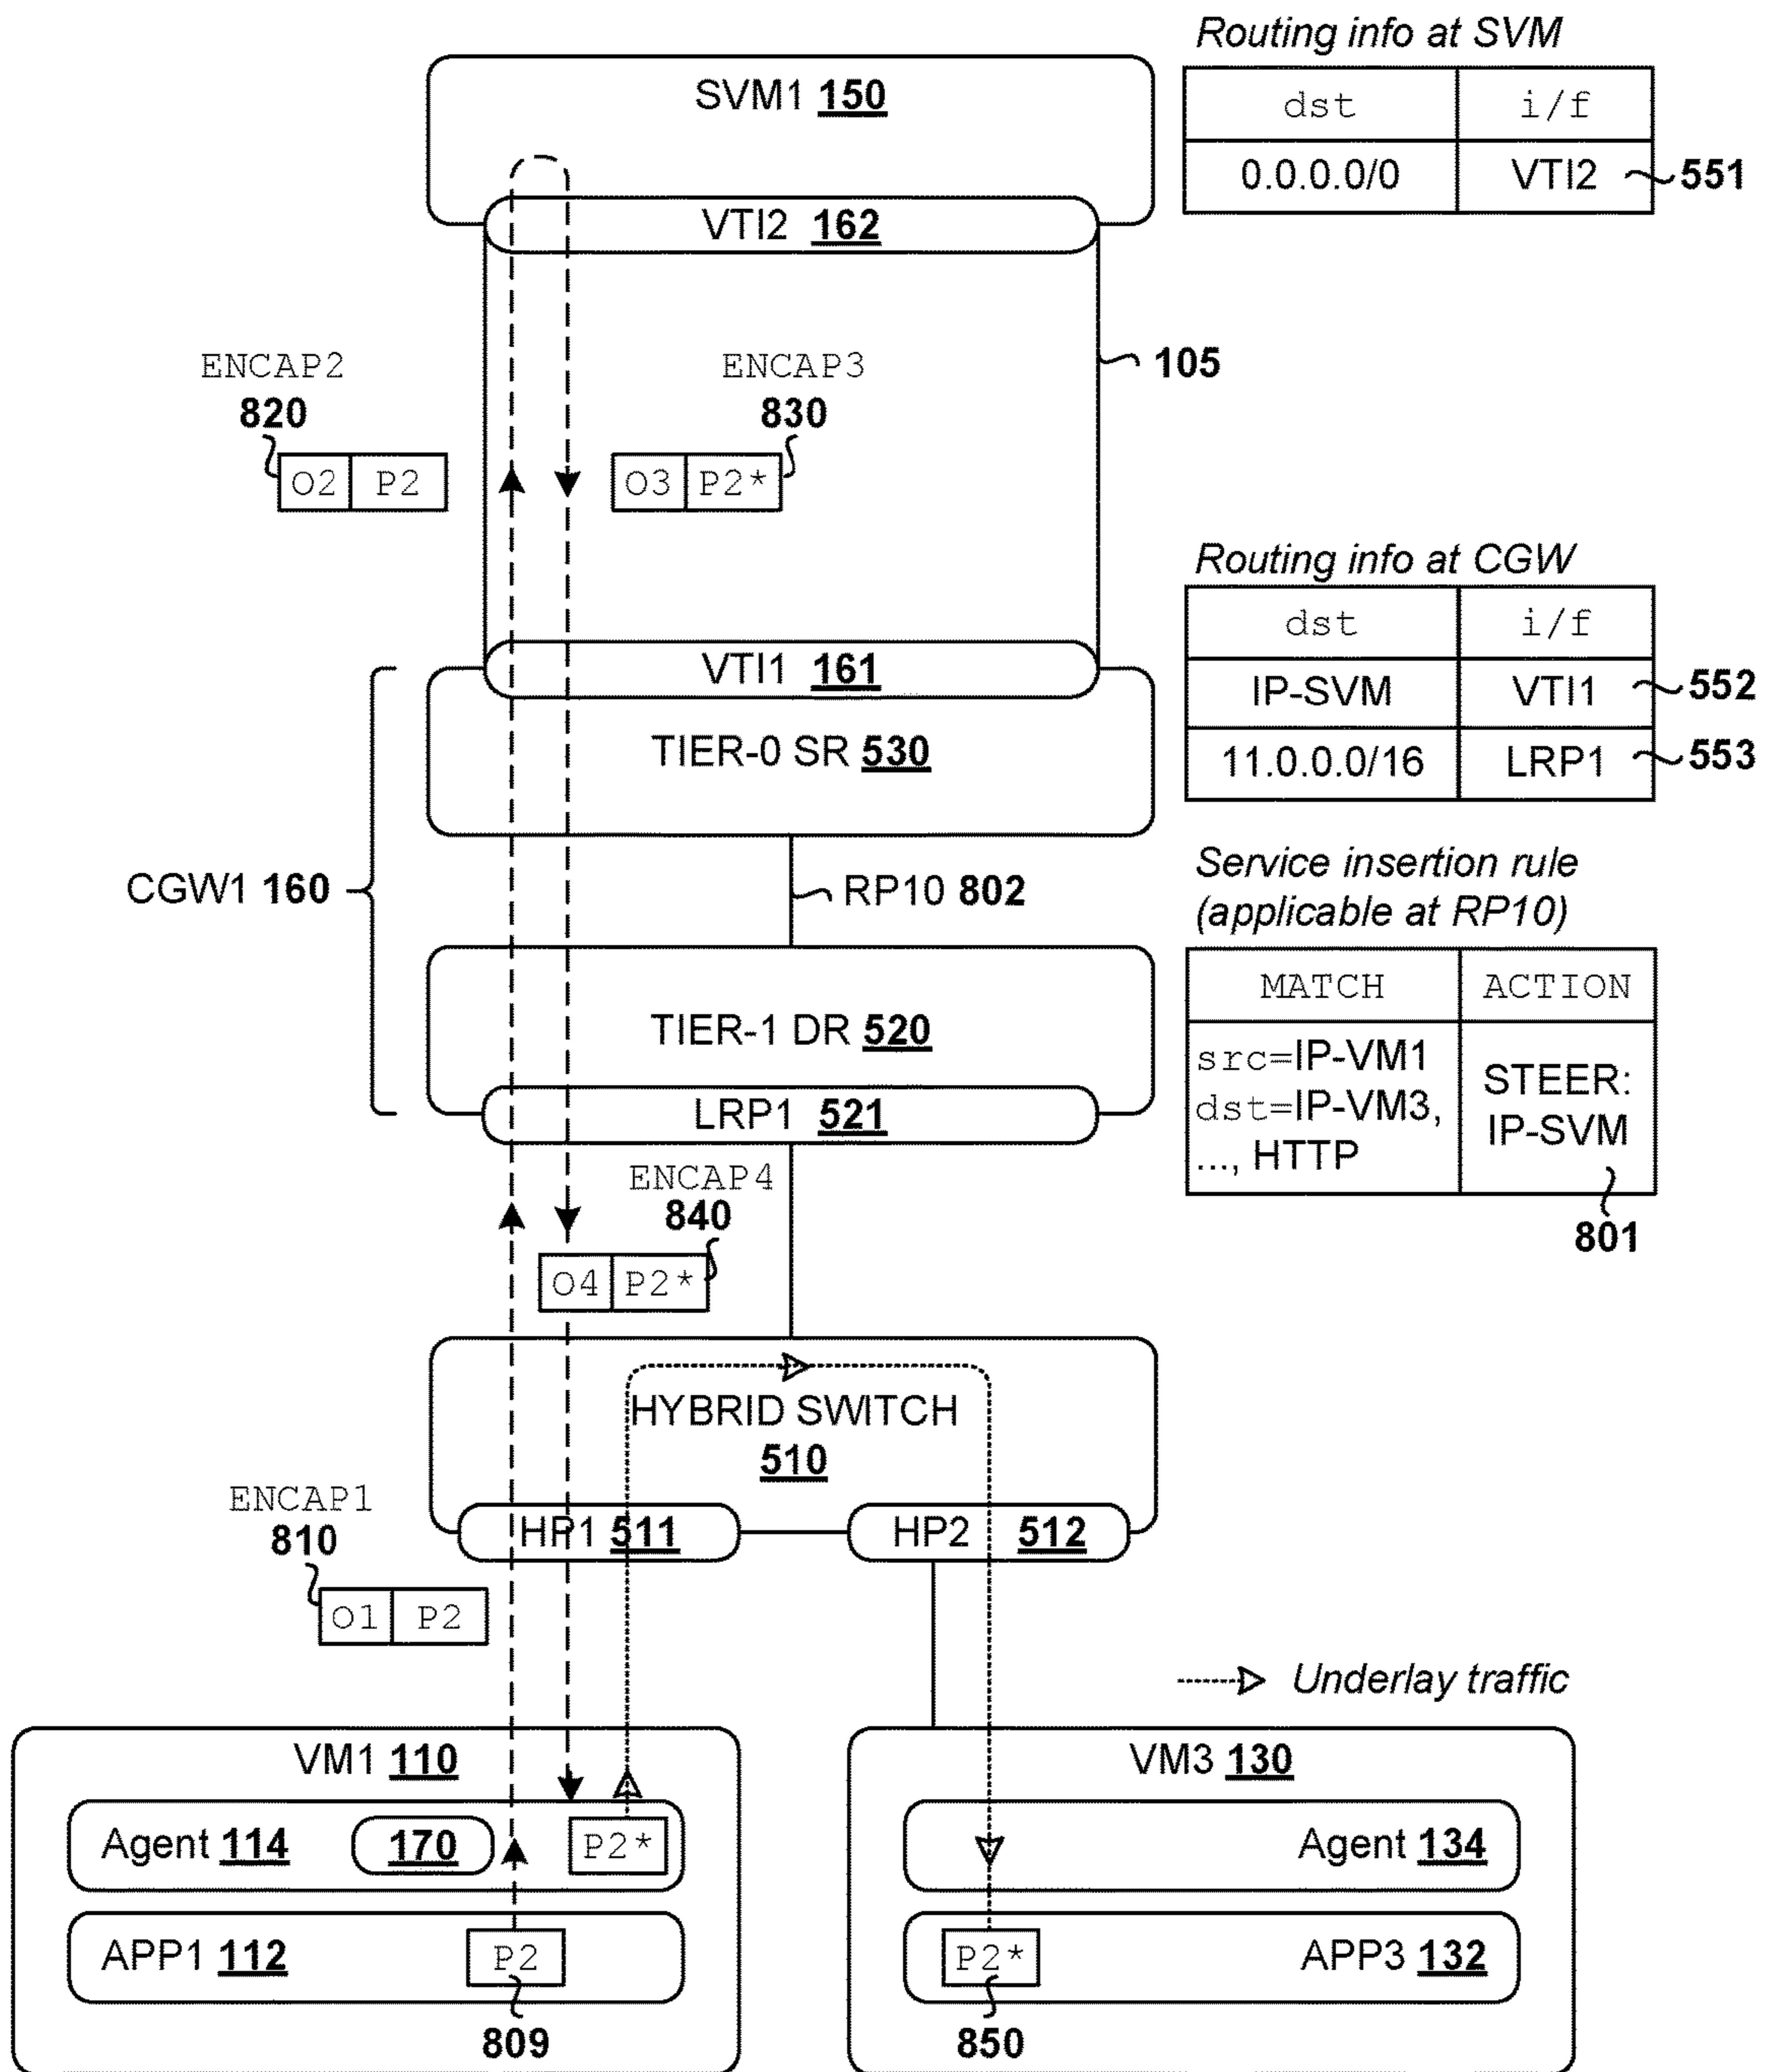 Routing info at SVM
dst i/f
0.0.0.0/0 VTI2 551
SVM1 150
VTI2 162
105
ENCAP2
820
O2 P2
ENCAP3
830
O3 P2*
Routing info at CGW
dst i/f
IP-SVM VTI1 552
11.0.0.0/16 LRP1 553
VTI1 161
TIER-0 SR 530
CGW1 160
RP10 802
Service insertion rule
(applicable at RP10)
MATCH ACTION
src=IP-VM1
dst=IP-VM3,
..., HTTP
STEER:
IP-SVM
801
TIER-1 DR 520
LRP1 521
ENCAP4
840
O4 P2*
HYBRID SWITCH
510
HP1 511
HP2 512
ENCAP1
810
O1 P2
Underlay traffic
VM1 110
Agent 114 170 P2*
APP1 112 P2
809
VM3 130
Agent 134
P2* APP3 132
850